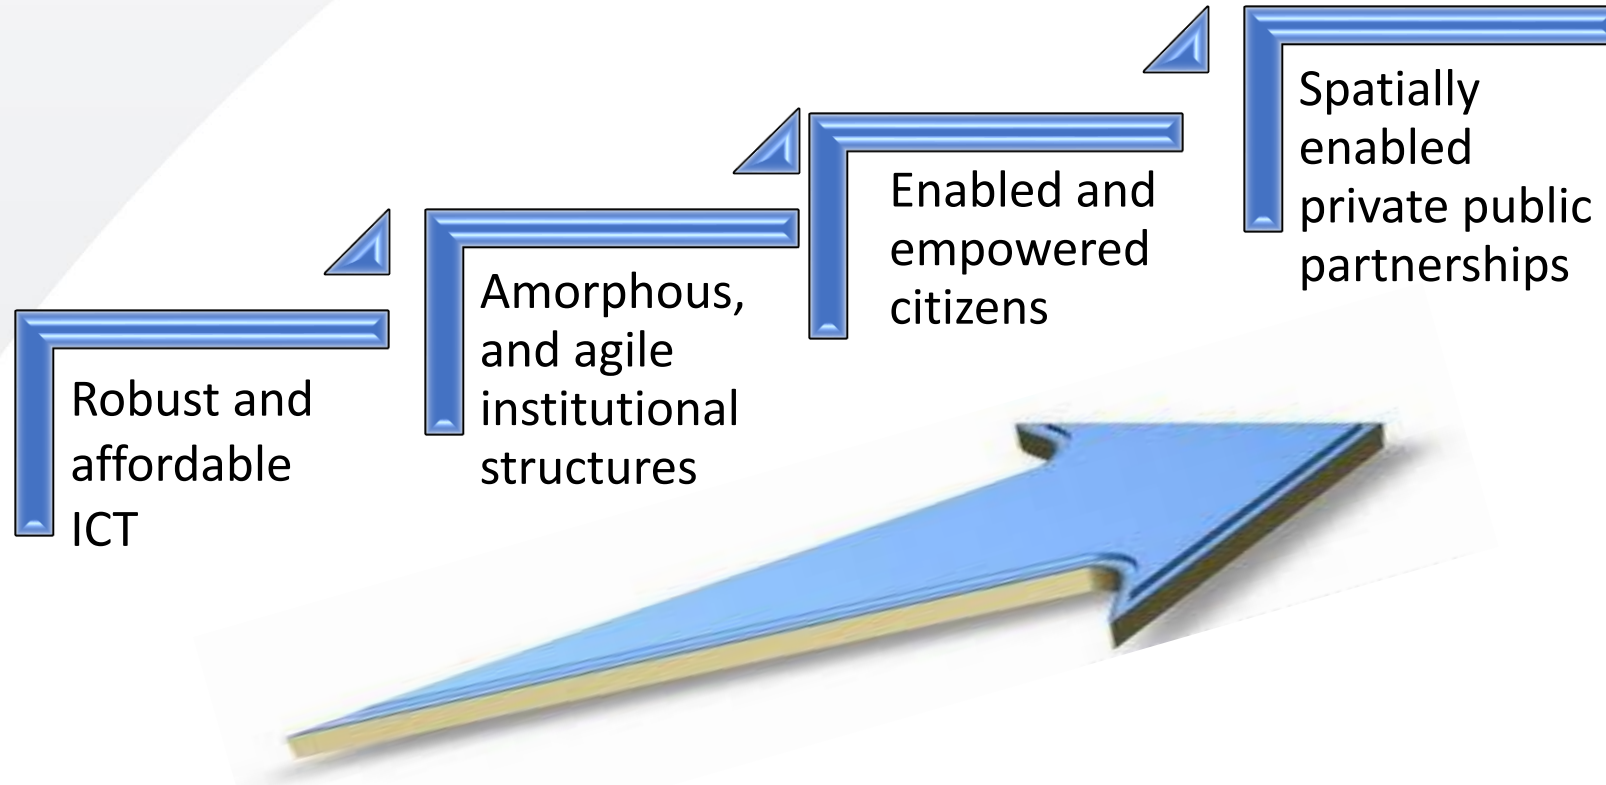 Robust and
affordable
ICT
Amorphous,
and agile
institutional
structures
Enabled and
empowered
citizens
Spatially
enabled
private public
partnerships